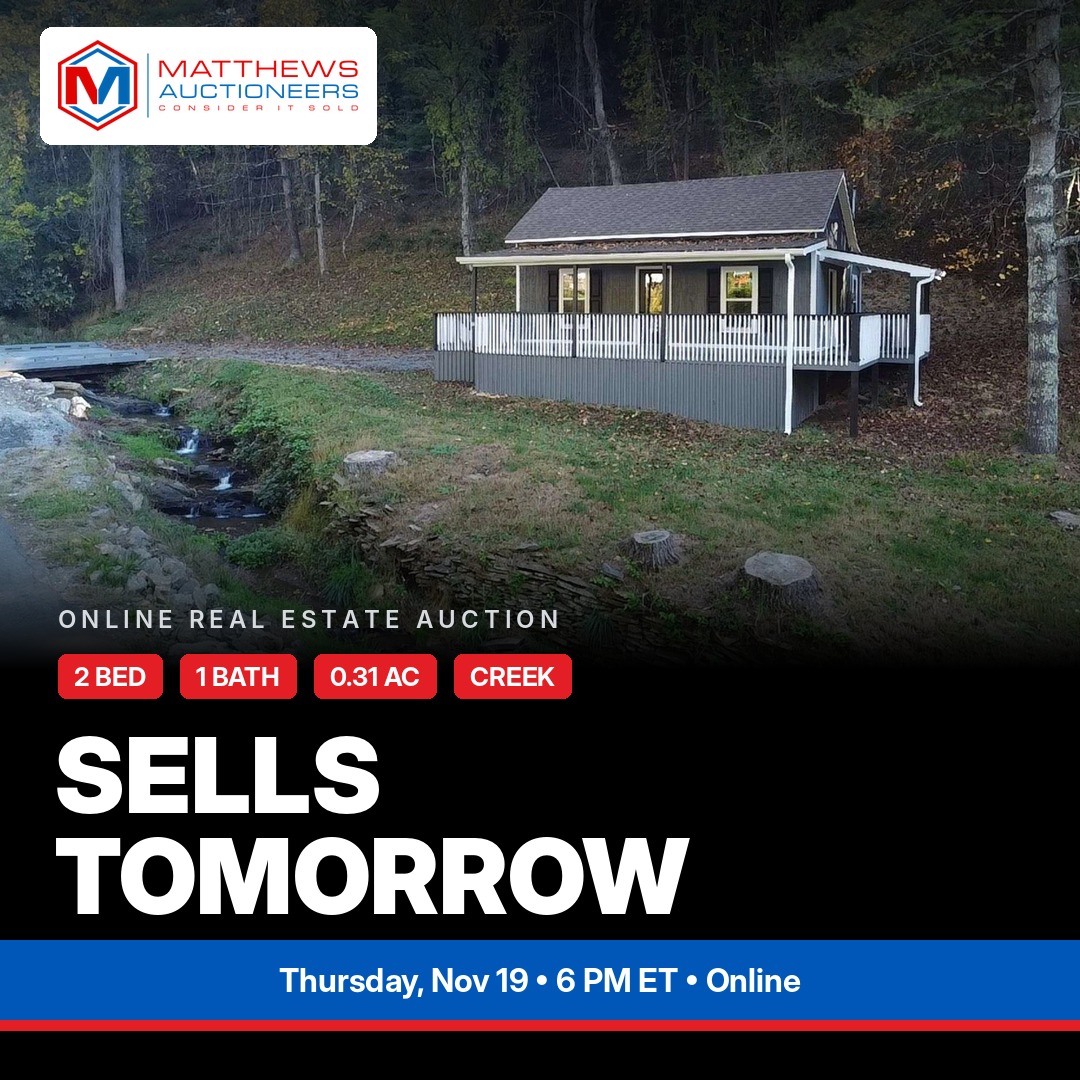 MATTHEWS
AUCTIONEERS
CONSIDER IT SOLD
ONLINE REAL ESTATE AUCTION
2 BED 1 BATH 0.31 AC CREEK
SELLS
TOMORROW
Thursday, Nov 19 • 6 PM ET • Online